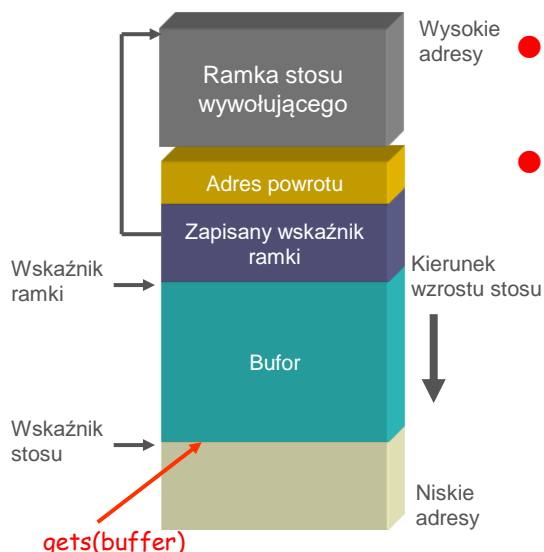 Wysokie
adresy
Ramka stosu
wywołującego
Adres powrotu
Zapisany wskaźnik
ramki
Wskaźnik
ramki
Kierunek
wzrostu stosu
Bufor
Wskaźnik
stosu
Niskie
adresy
gets(buffer)